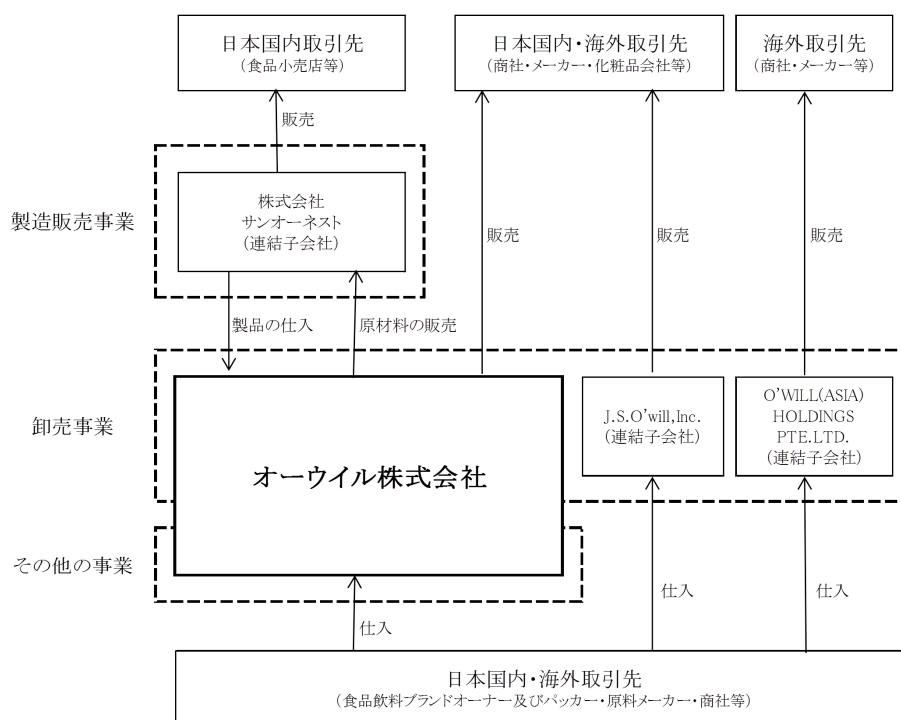 日本国内取引先
(食品小売店等)
日本国内・海外取引先
(商社・メーカー・化粧品会社等)
海外取引先
(商社・メーカー等)
販売
製造販売事業
株式会社
サンオーネスト
(連結子会社)
販売
販売
販売
製品の仕入
原材料の販売
卸売事業
オーウイル株式会社
J.S.O'will,Inc.
(連結子会社)
O'WILL(ASIA)
HOLDINGS
PTE.LTD.
(連結子会社)
その他の事業
仕入
仕入
仕入
日本国内・海外取引先
(食品飲料ブランドオーナー及びパッカー・原料メーカー・商社等)